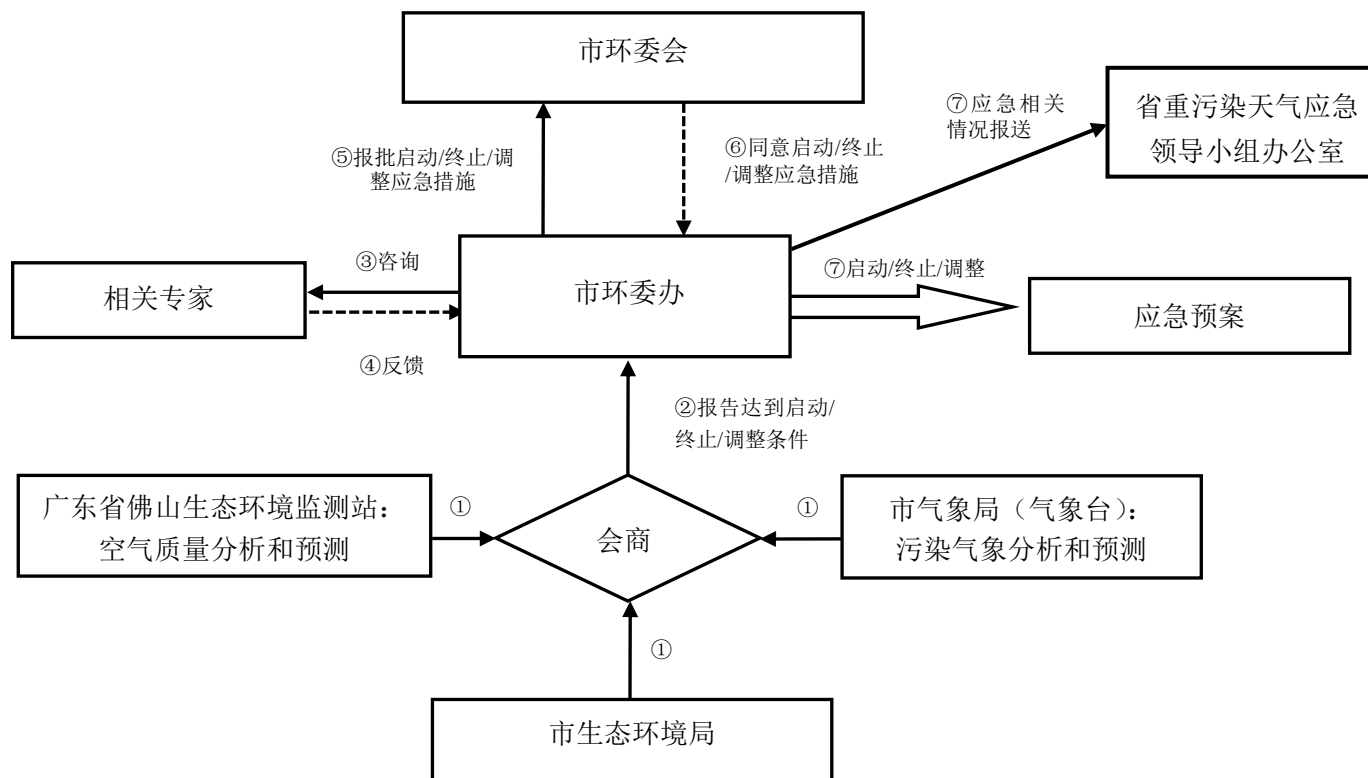 市环委会
⑦应急相关
情况报送
省重污染天气应急
领导小组办公室
⑤报批启动/终止/调
整应急措施
⑥同意启动/终止
/调整应急措施
③咨询
相关专家
④反馈
市环委办
⑦启动/终止/调整
应急预案
②报告达到启动/
终止/调整条件
广东省佛山生态环境监测站：
空气质量分析和预测
①
会商
①
市气象局（气象台）：
污染气象分析和预测
①
市生态环境局